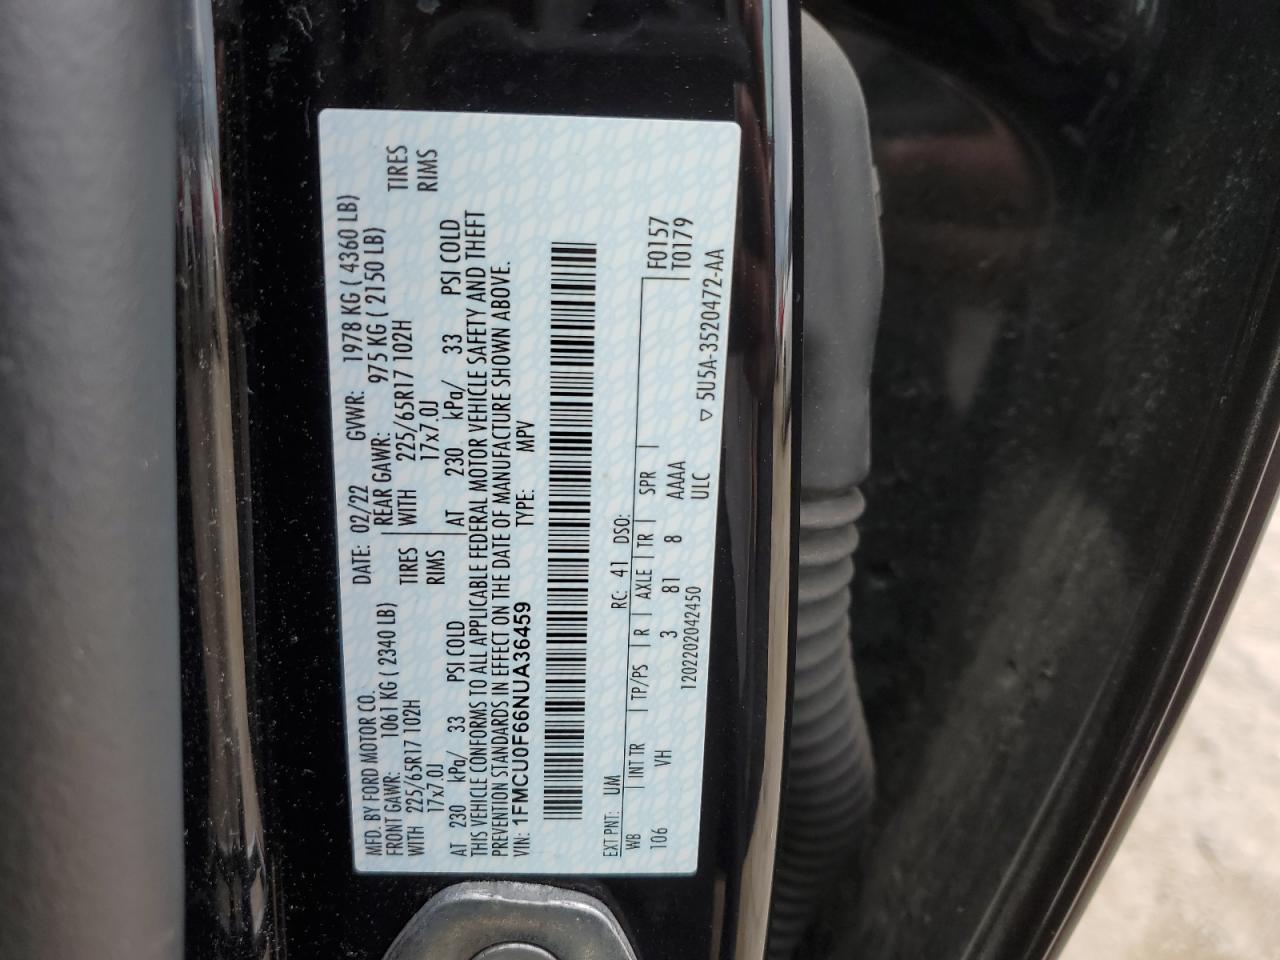 MFD. BY FORD MOTOR CO.
DATE: 02/22 GVWR: 1978 KG ( 4360 LB)
FRONT GAWR: 1061 KG ( 2340 LB) REAR GAWR: 975 KG ( 2150 LB)
WITH 225/65R17 102H TIRES WITH 225/65R17 102H TIRES
17x7.0J RIMS 17x7.0J RIMS
AT 230 kPa/ 33 PSI COLD AT 230 kPa/ 33 PSI COLD
THIS VEHICLE CONFORMS TO ALL APPLICABLE FEDERAL MOTOR VEHICLE SAFETY AND THEFT
PREVENTION STANDARDS IN EFFECT ON THE DATE OF MANUFACTURE SHOWN ABOVE.
VIN: 1FMCU0F66NUA36459 TYPE: MPV
EXT PNT: UM RC: 41 DSO:
WB INT TR TP/PS R AXLE TR SPR F0157
106 VH 3 81 8 AAAA T0179
ULC
1202202042450
▽ 5U5A-3520472-AA